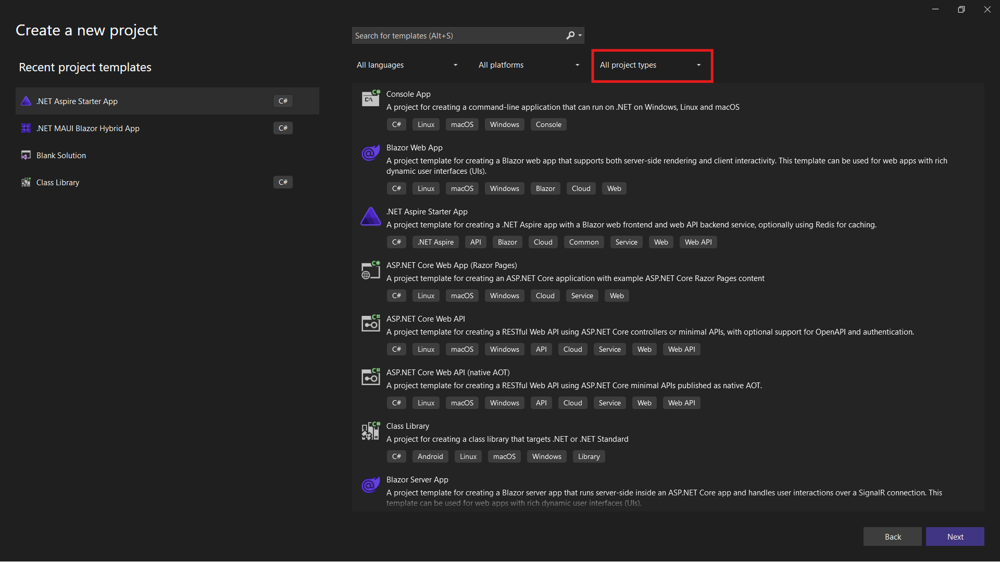 Create a new project
Recent project templates
.NET Aspire Starter App
C#
.NET MAUI Blazor Hybrid App
C#
Blank Solution
Class Library
C#
Search for templates (Alt+S)
All languages
All platforms
All project types
C#
C:\
Console App
A project for creating a command-line application that can run on .NET on Windows, Linux and macOS
C# Linux macOS Windows Console
Blazor Web App
A project template for creating a Blazor web app that supports both server-side rendering and client interactivity. This template can be used for web apps with rich
dynamic user interfaces (UIs).
C# Linux macOS Windows Blazor Cloud Web
.NET Aspire Starter App
A project template for creating a .NET Aspire app with a Blazor web frontend and web API backend service, optionally using Redis for caching.
C# .NET Aspire API Blazor Cloud Common Service Web Web API
C#
ASP.NET Core Web App (Razor Pages)
A project template for creating an ASP.NET Core application with example ASP.NET Core Razor Pages content
C# Linux macOS Windows Cloud Service Web
C#
ASP.NET Core Web API
A project template for creating a RESTful Web API using ASP.NET Core controllers or minimal APIs, with optional support for OpenAPI and authentication.
C# Linux macOS Windows API Cloud Service Web Web API
C#
ASP.NET Core Web API (native AOT)
A project template for creating a RESTful Web API using ASP.NET Core minimal APIs published as native AOT.
C# Linux macOS Windows API Cloud Service Web Web API
C#
Class Library
A project for creating a class library that targets .NET or .NET Standard
C# Android Linux macOS Windows Library
Blazor Server App
A project template for creating a Blazor server app that runs server-side inside an ASP.NET Core app and handles user interactions over a SignalR connection. This
template can be used for web apps with rich dynamic user interfaces (UIs).
Back
Next